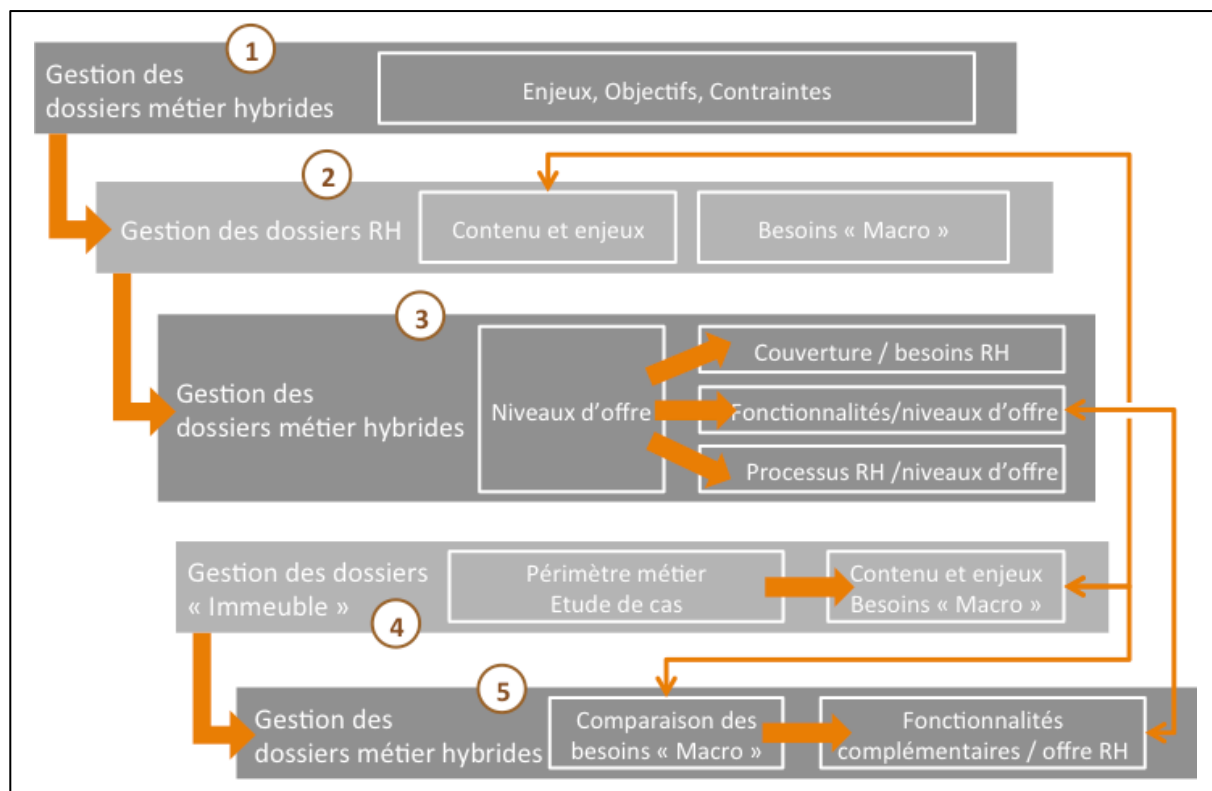 1
Gestion des
dossiers métier hybrides
Enjeux, Objectifs, Contraintes
2
Gestion des dossiers RH
Contenu et enjeux
Besoins « Macro »
3
Gestion des
dossiers métier hybrides
Niveaux d'offre
Couverture / besoins RH
Fonctionnalités/niveaux d'offre
Processus RH /niveaux d'offre
Gestion des dossiers
« Immeuble »
4
Périmètre métier
Etude de cas
Contenu et enjeux
Besoins « Macro »
5
Gestion des
dossiers métier hybrides
Comparaison des
besoins « Macro »
Fonctionnalités
complémentaires / offre RH